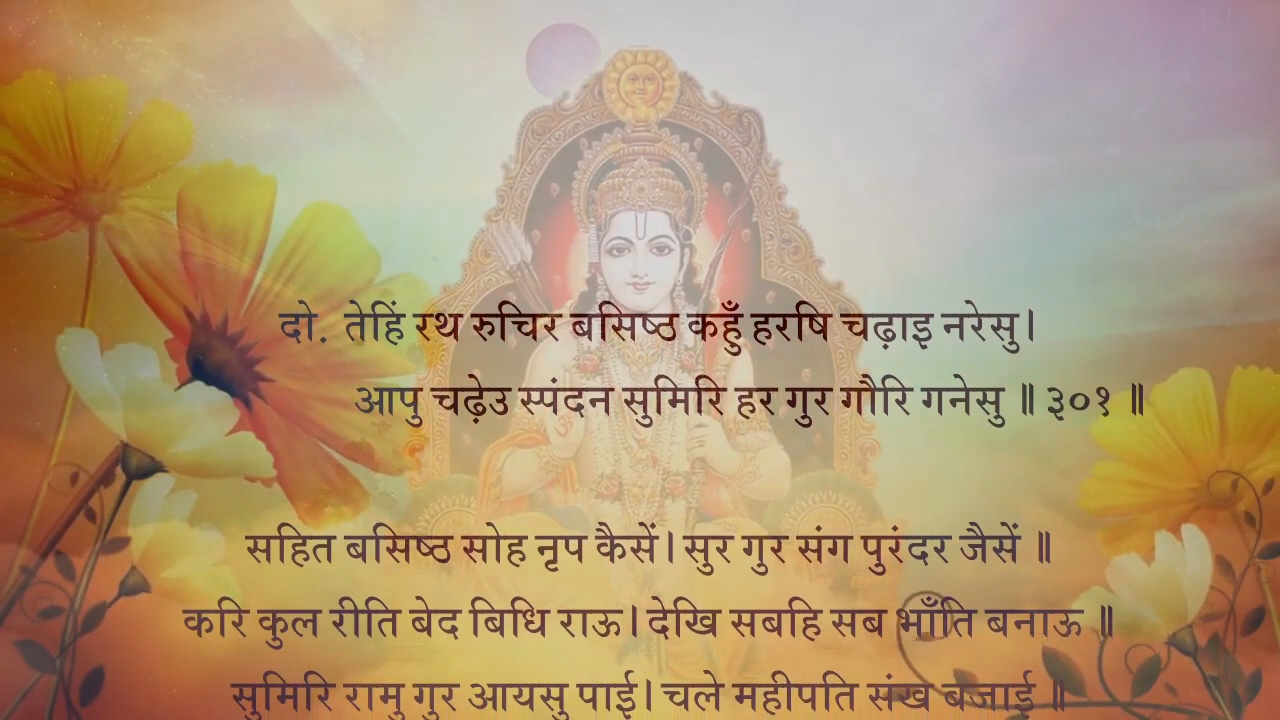 दो. तेहिं रथ रुचिर बसिष्ठ कहुँ हरषि चढ़ाइ नरेसु।
आपु चढ़ेउ स्पंदन सुमिरि हर गुर गौरि गनेसु ॥ ३०१ ॥
सहित बसिष्ठ सोह नृप कैसें। सुर गुर संग पुरंदर जैसें ॥
करि कुल रीति बेद बिधि राऊ। देखि सबहि सब भाँति बनाऊ ॥
सुमिरि रामु गुर आयसु पाई। चले महीपति संख बजाई ॥